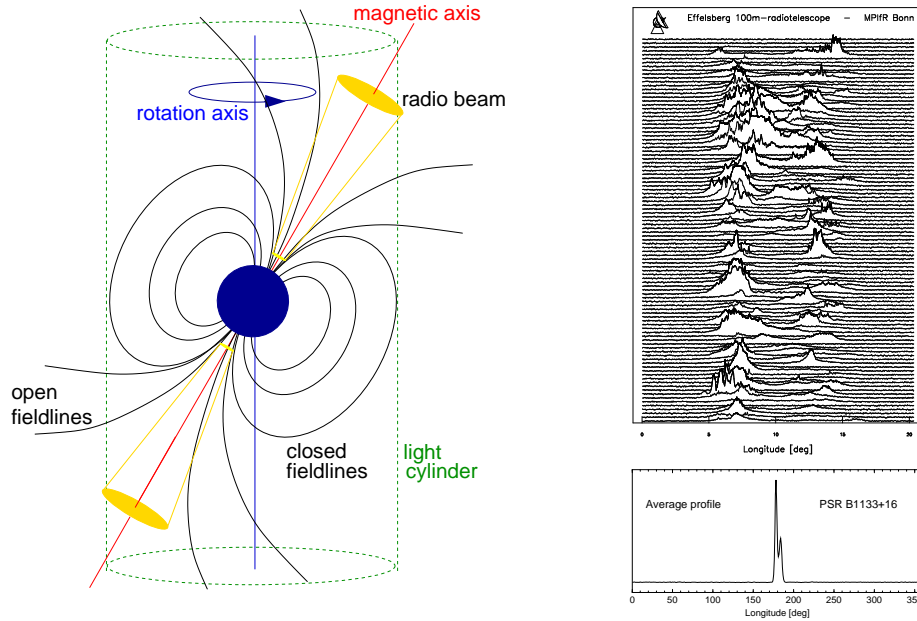 magnetic axis
radio beam
rotation axis
open
fieldlines
closed
fieldlines
light
cylinder
Effelsberg 100m-radiotelescope - MPIfR Bonn
0 5 10 15 20
Longitude [deg]
Average profile PSR B1133+16
0 50 100 150 200 250 300
Longitude [deg]